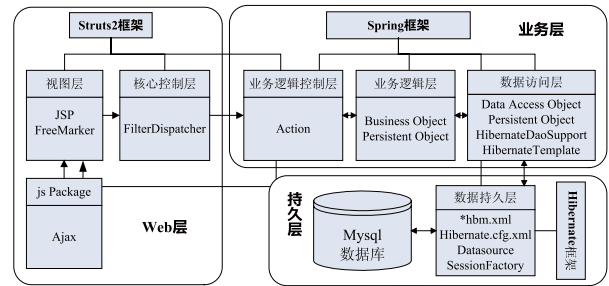 Struts2框架
Spring框架
业务层
视图层
JSP
FreeMarker
核心控制层
FilterDispatcher
业务逻辑控制层
Action
业务逻辑层
Business Object
Persistent Object
数据访问层
Data Access Object
Persistent Object
HibernateDaoSupport
HibernateTemplate
js Package
Ajax
Web层
持久层
Mysql
数据库
数据持久层
*hbm.xml
Hibernate.cfg.xml
Datasource
SessionFactory
Hibernate框架